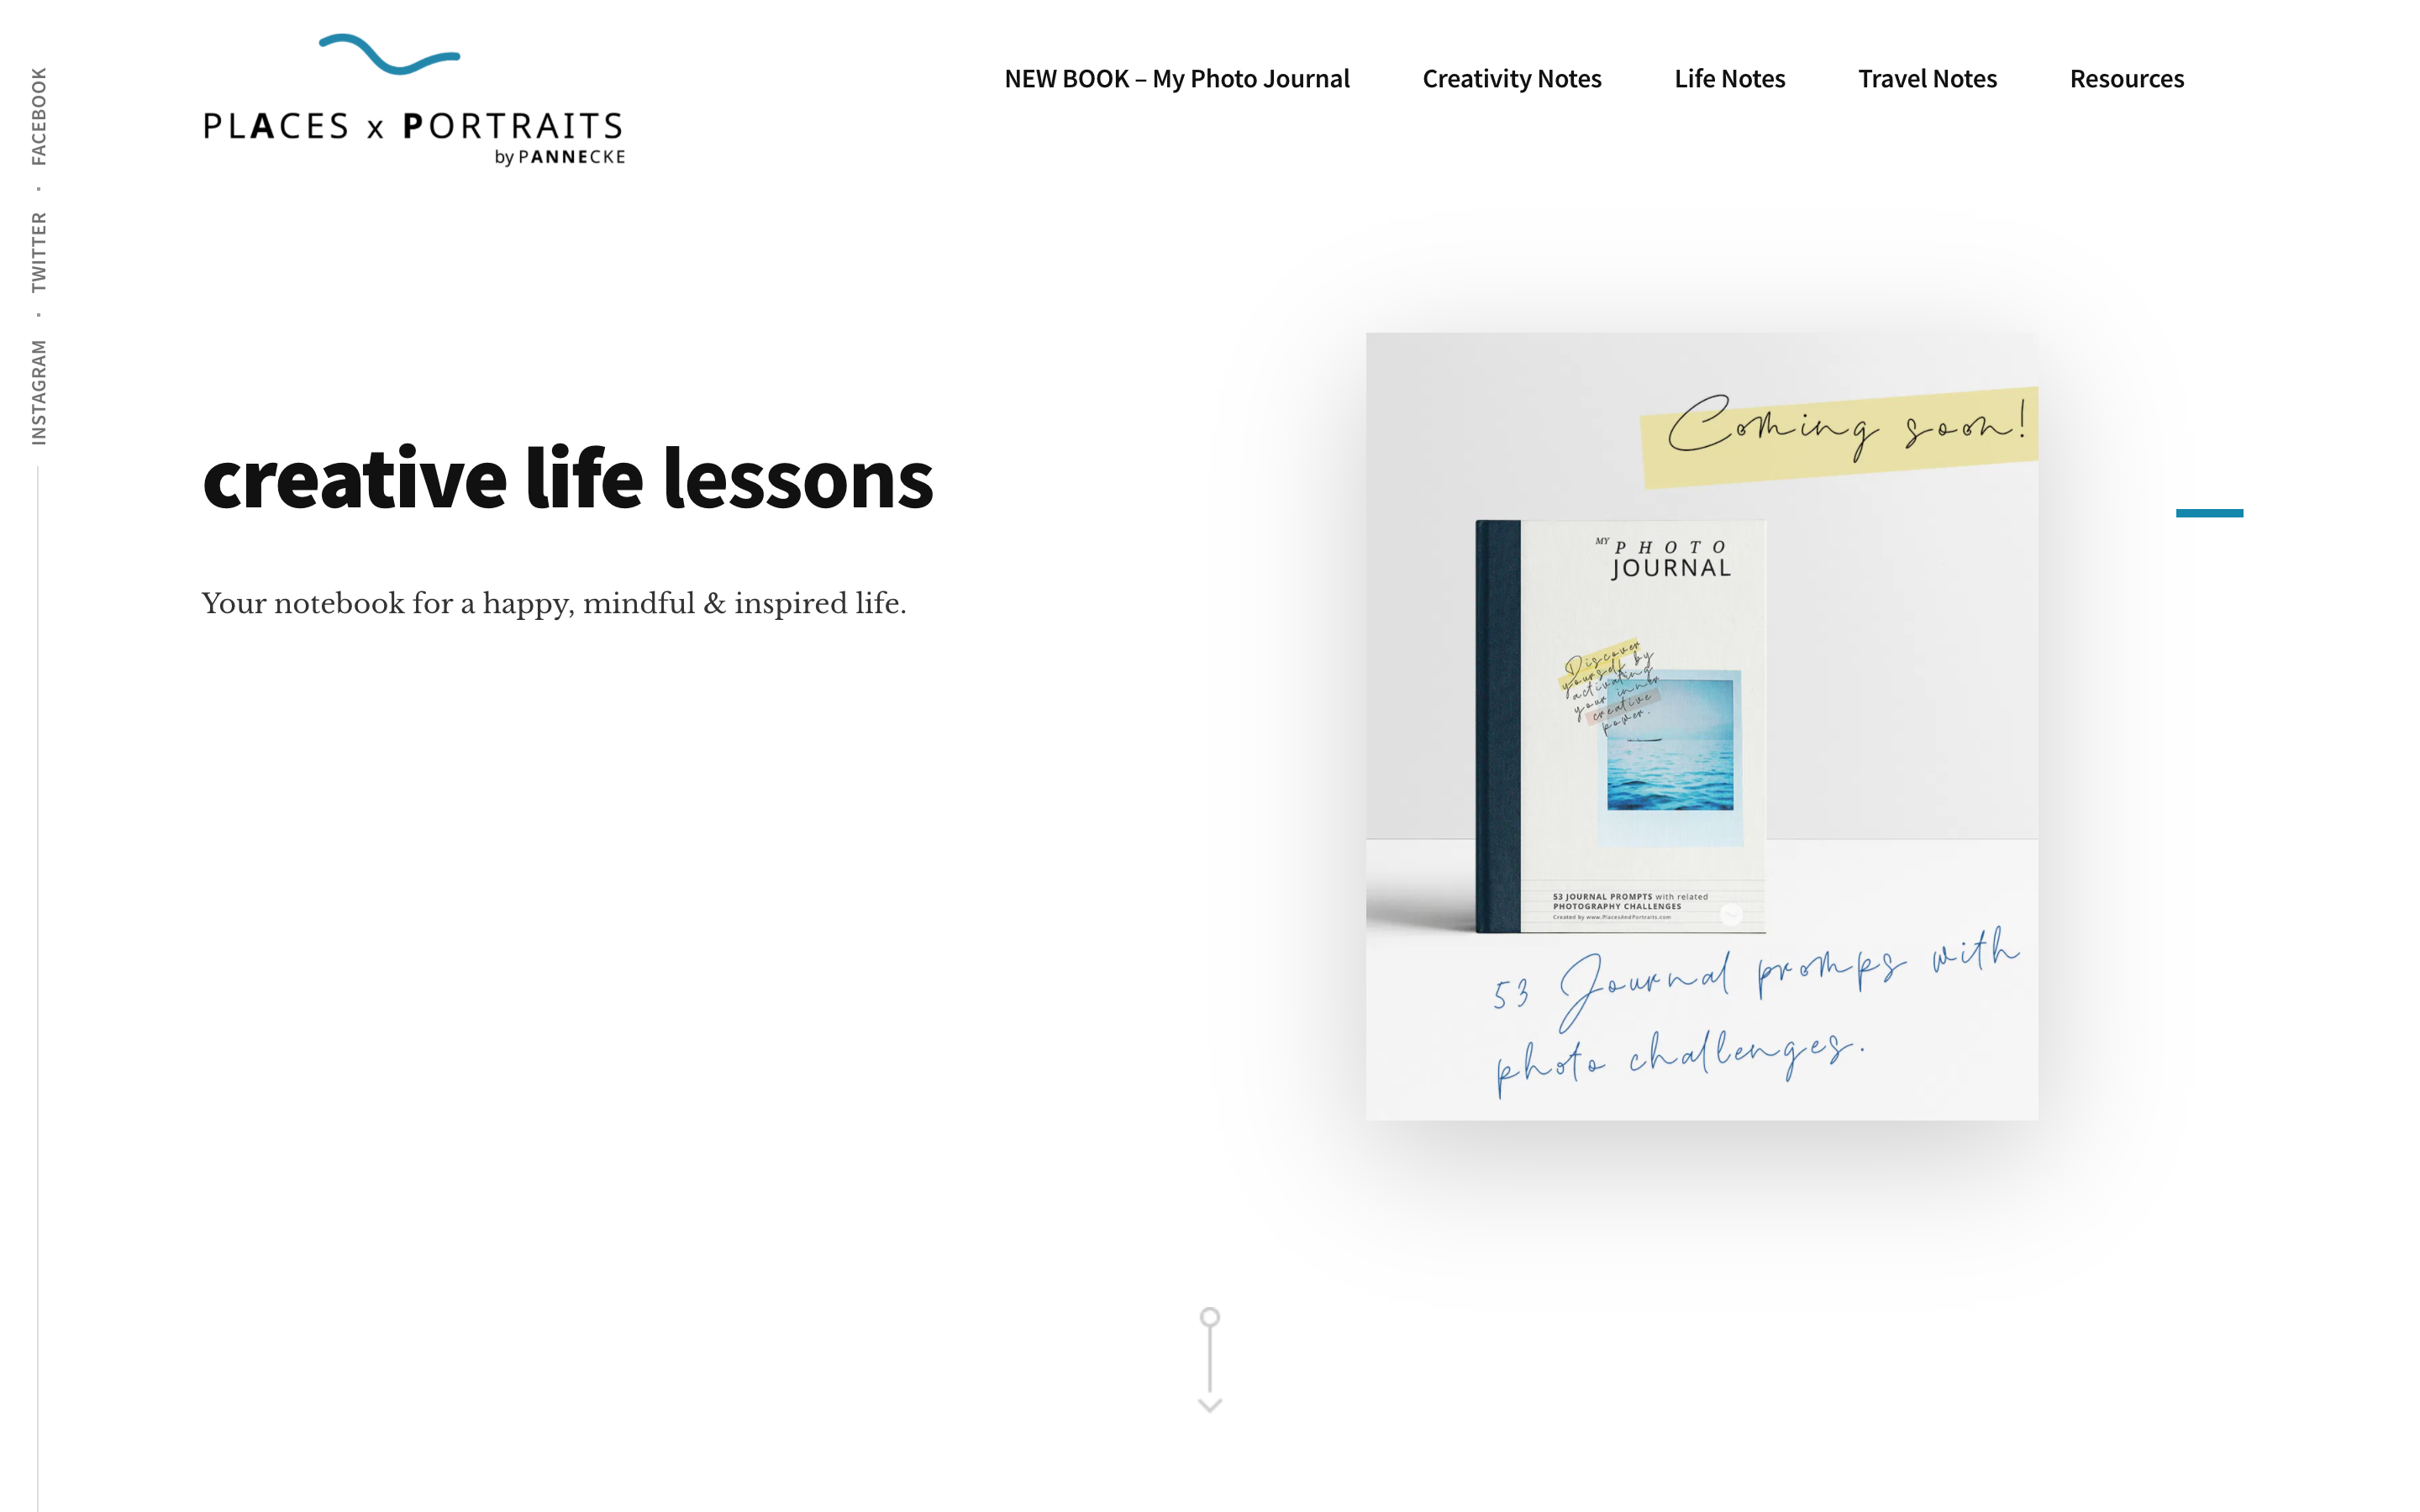 PLACES x PORTRAITS
by PANNECKE
NEW BOOK – My Photo Journal
Creativity Notes
Life Notes
Travel Notes
Resources
INSTAGRAM · TWITTER · FACEBOOK
creative life lessons
Your notebook for a happy, mindful & inspired life.
Coming soon!
MY PHOTO
JOURNAL
Discover
yourself by
activating
your inner
creative
power.
53 JOURNAL PROMPTS with related
PHOTOGRAPHY CHALLENGES
Created by www.PlacesAndPortraits.com
53 Journal promps with
photo challenges.